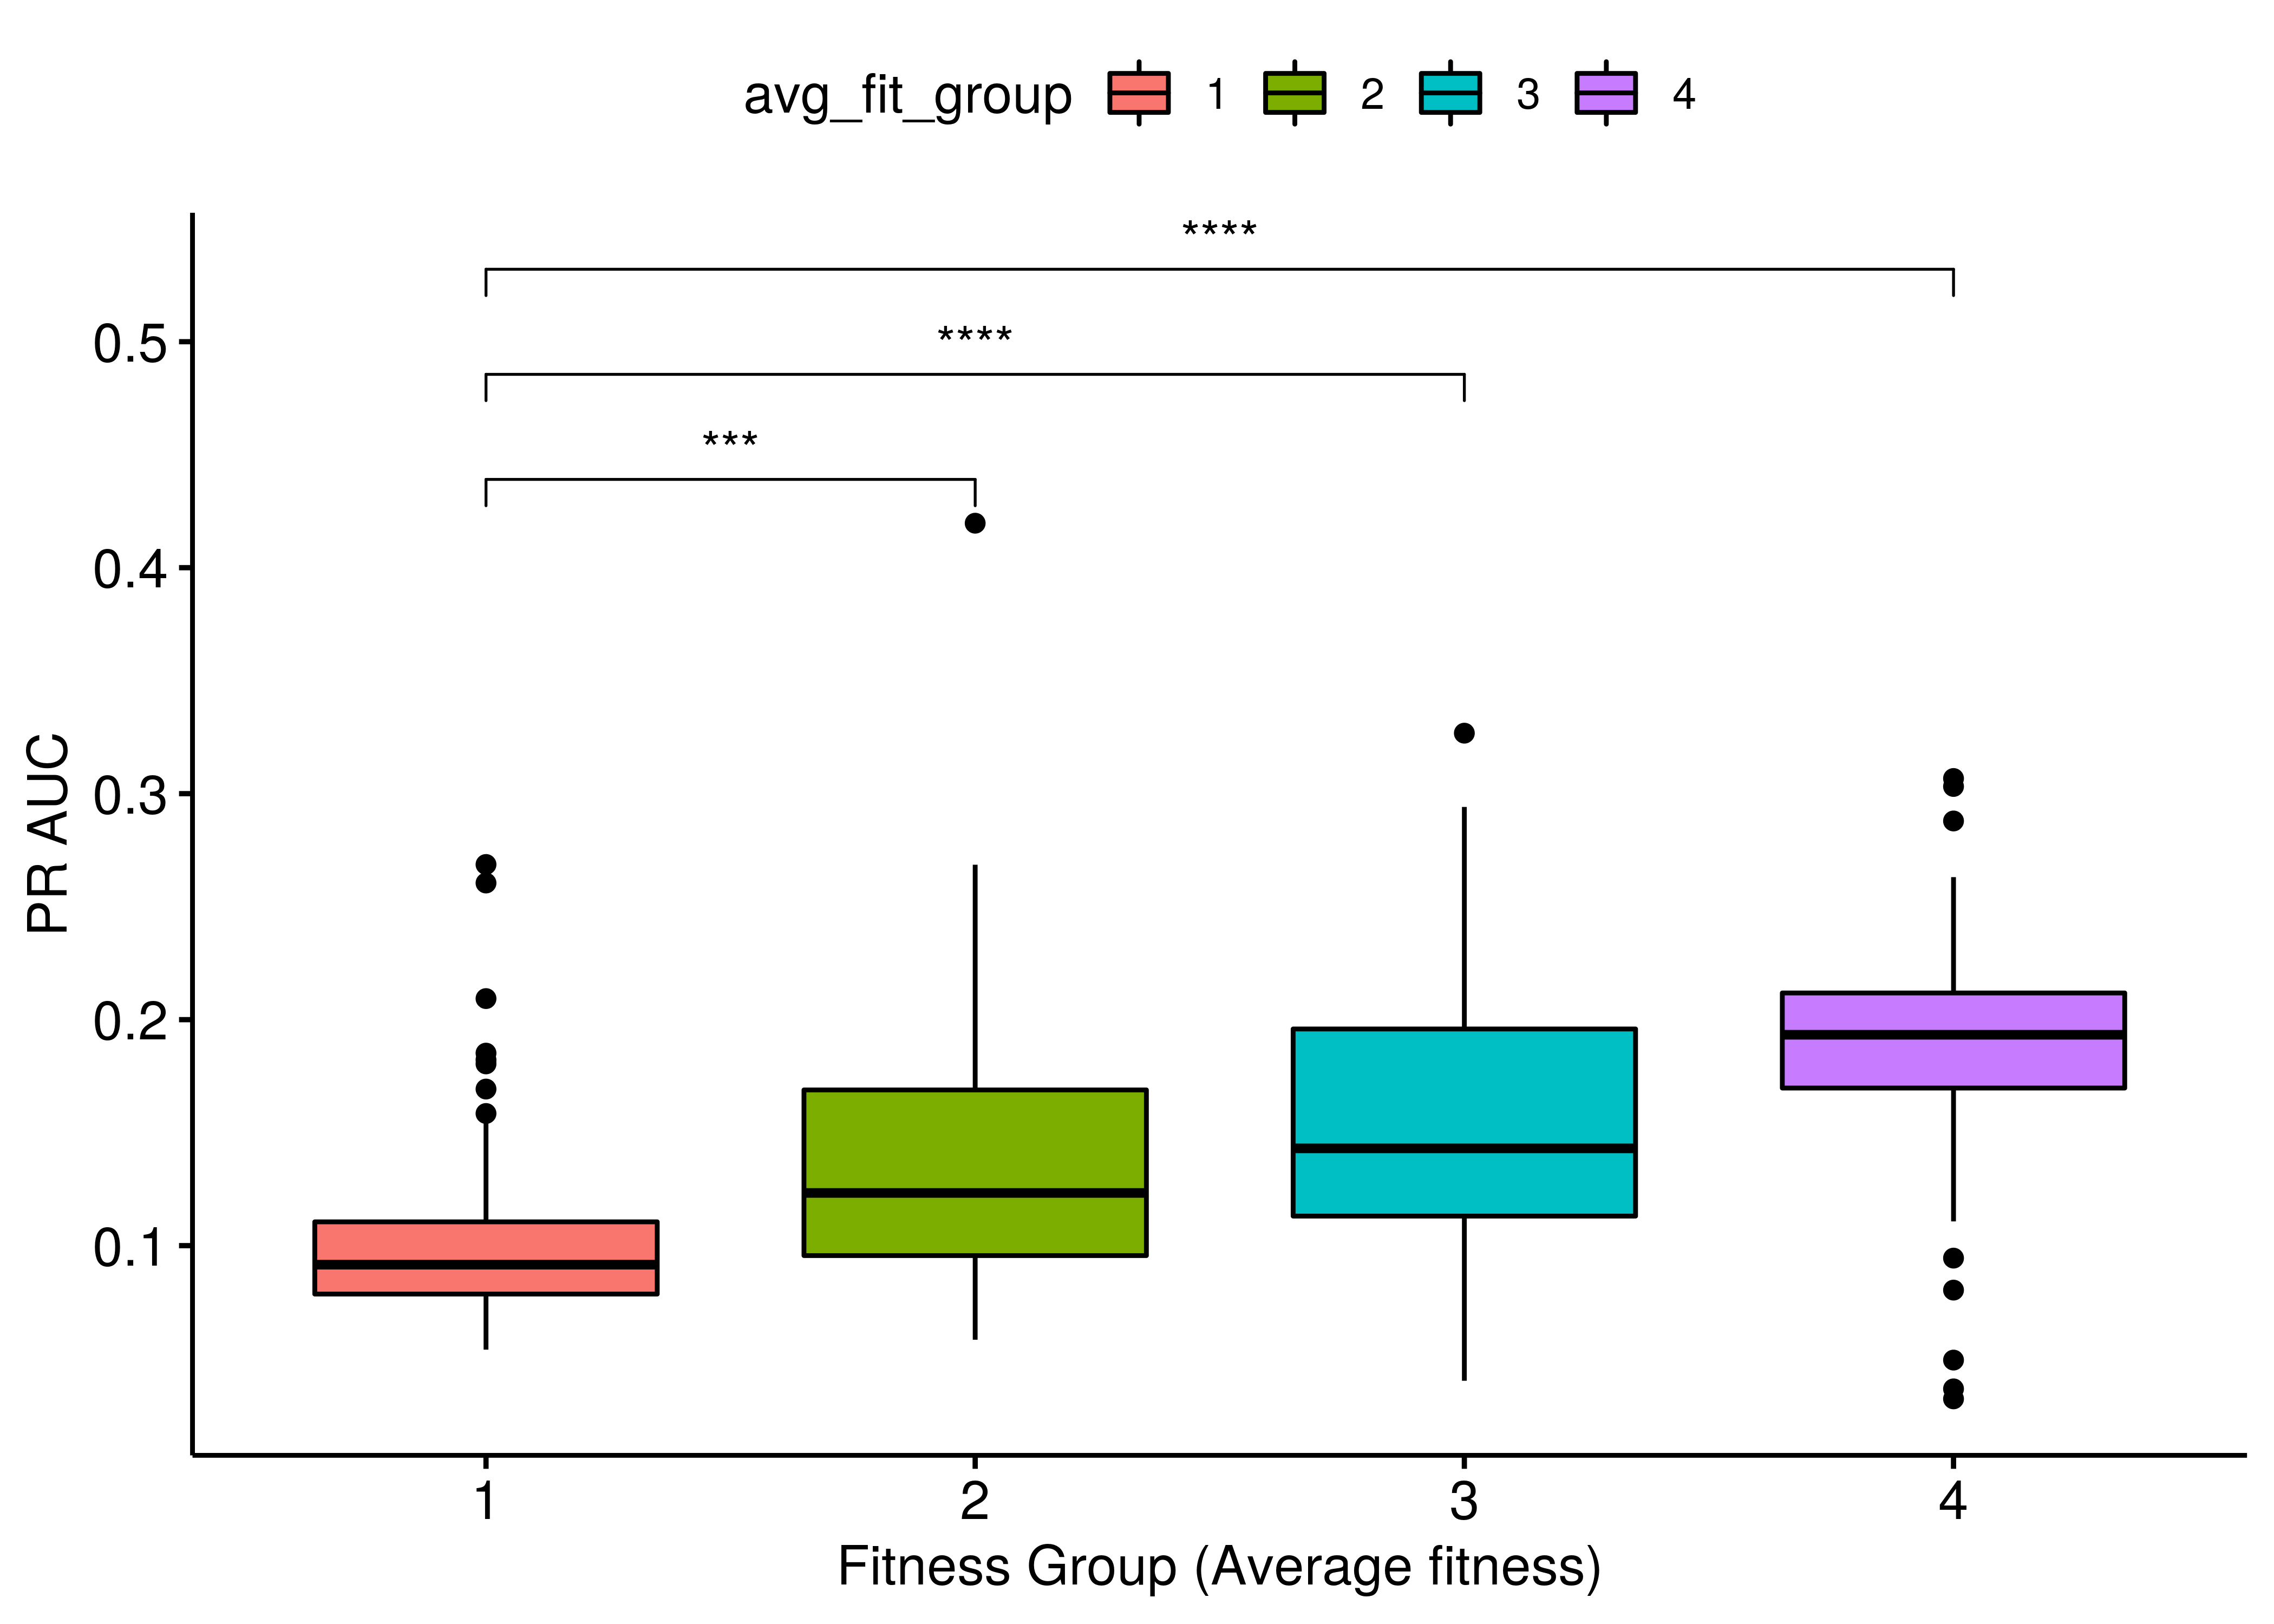 avg_fit_group 1 2 3 4
****
****
***
0.5
0.4
0.3
0.2
0.1
PR AUC
1 2 3 4
Fitness Group (Average fitness)